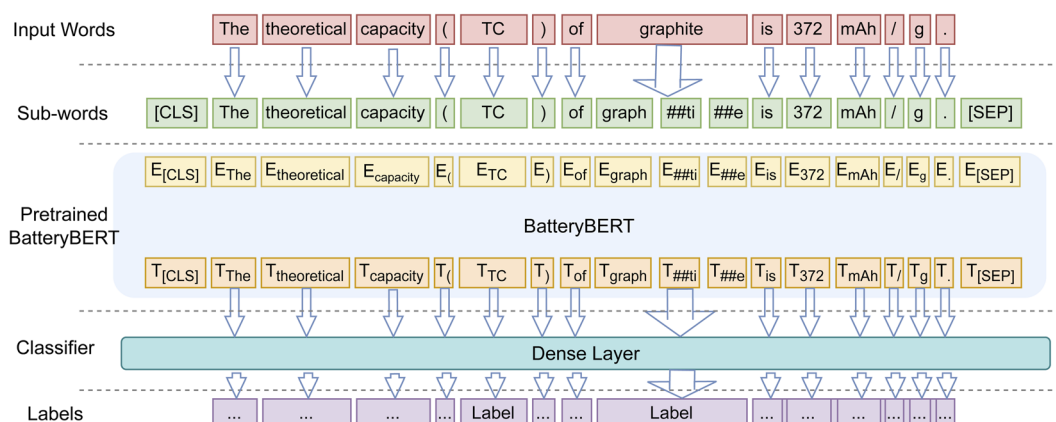 Input Words The theoretical capacity ( TC ) of graphite is 372 mAh / g .
Sub-words [CLS] The theoretical capacity ( TC ) of graph ##ti ##e is 372 mAh / g . [SEP]
E[CLS] EThe Etheoretical Ecapacity E( ETC E) Eof Egraph E##ti E##e Eis E372 EmAh E/ Eg E. E[SEP]
Pretrained
BatteryBERT
BatteryBERT
T[CLS] TThe Ttheoretical Tcapacity T( TTC T) Tof Tgraph T##ti T##e Tis T372 TmAh T/ Tg T. T[SEP]
Classifier
Dense Layer
Labels ... ... ... ... Label ... ... Label ... ... ... ... ... ...